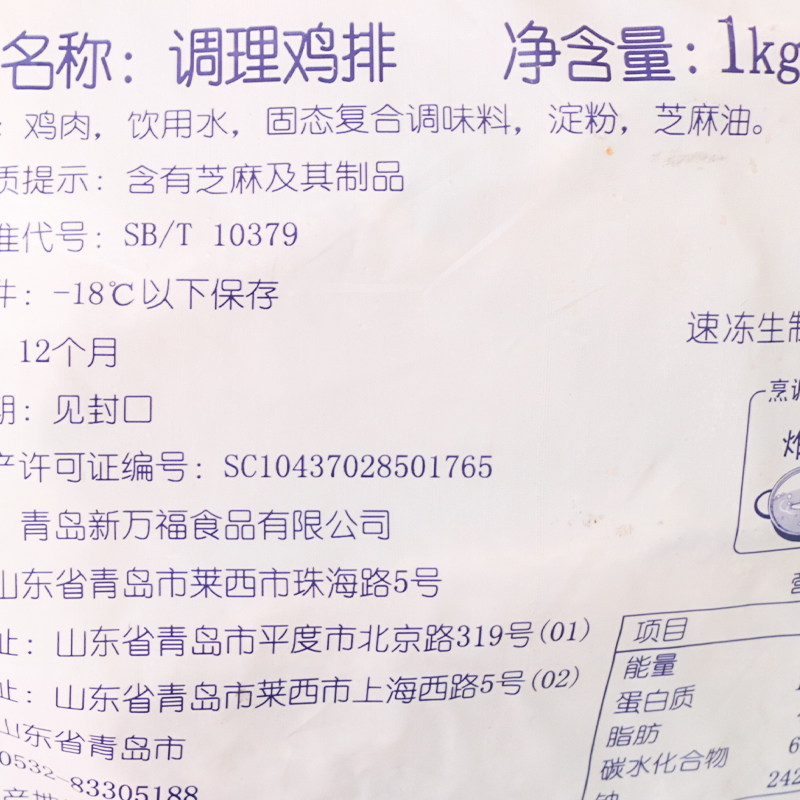 名称：调理鸡排 净含量：1kg
：鸡肉，饮用水，固态复合调味料，淀粉，芝麻油。
质提示：含有芝麻及其制品
准代号：SB/T 10379
件：-18℃以下保存
12个月
速冻生制
期：见封口
烹调
炸
产许可证编号：SC10437028501765
青岛新万福食品有限公司
山东省青岛市莱西市珠海路5号
营
址：山东省青岛市平度市北京路319号(01)
项目
能量
址：山东省青岛市莱西市上海西路5号(02)
蛋白质
山东省青岛市
脂肪
碳水化合物 6
0532-83305188
钠 242